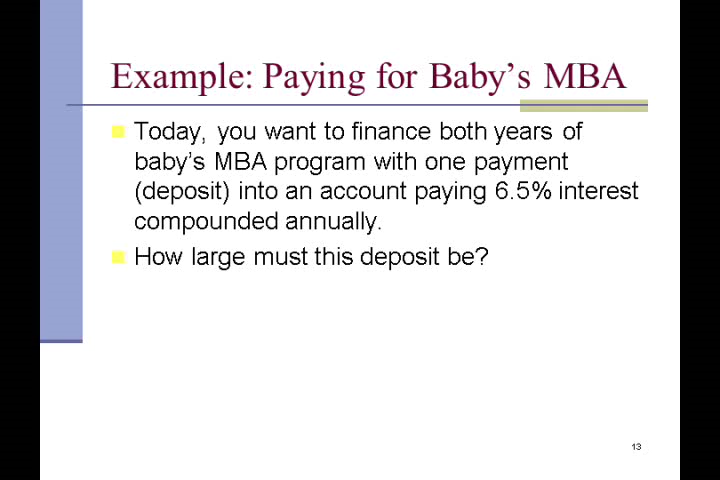 Example: Paying for Baby's MBA
Today, you want to finance both years of
baby's MBA program with one payment
(deposit) into an account paying 6.5% interest
compounded annually.
How large must this deposit be?
13